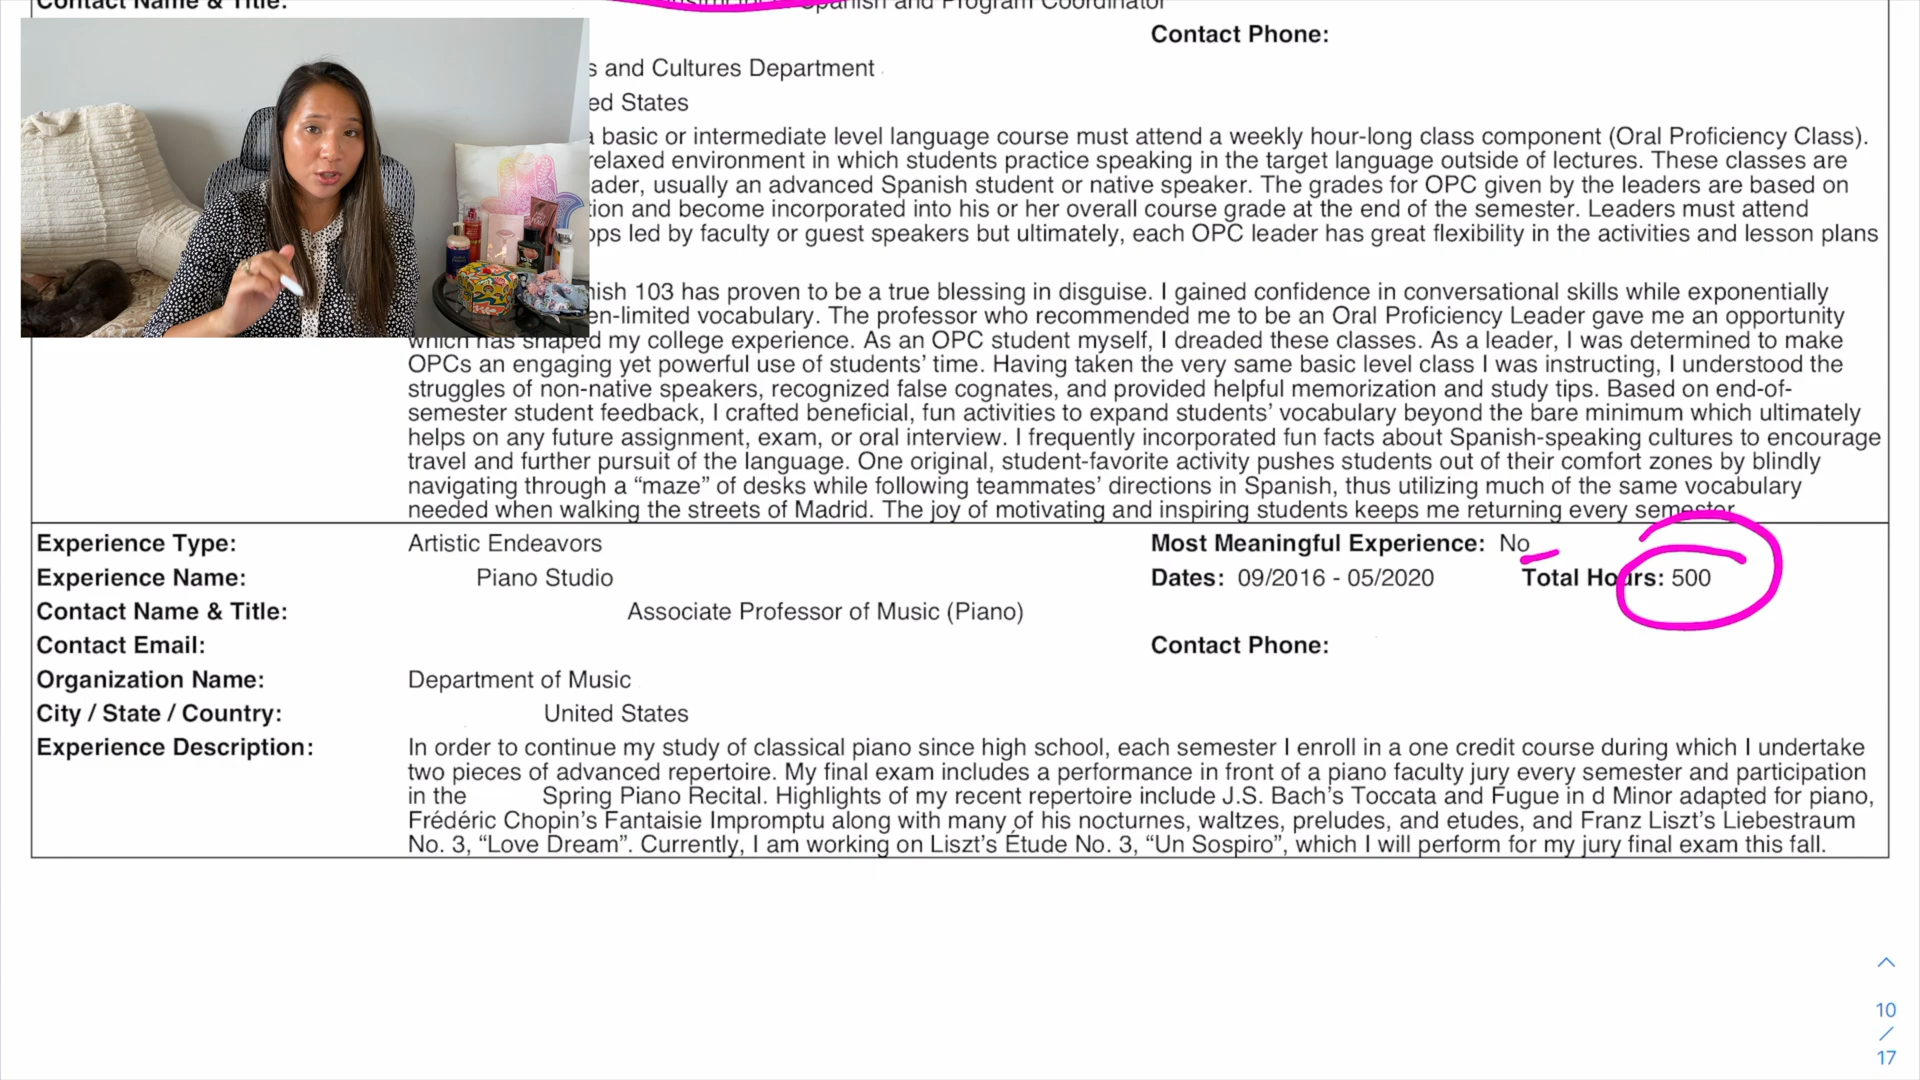 Contact Name & Title: Spanish and Program Coordinator
Contact Phone:
s and Cultures Department
ed States
a basic or intermediate level language course must attend a weekly hour-long class component (Oral Proficiency Class).
relaxed environment in which students practice speaking in the target language outside of lectures. These classes are
ader, usually an advanced Spanish student or native speaker. The grades for OPC given by the leaders are based on
tion and become incorporated into his or her overall course grade at the end of the semester. Leaders must attend
ops led by faculty or guest speakers but ultimately, each OPC leader has great flexibility in the activities and lesson plans
nish 103 has proven to be a true blessing in disguise. I gained confidence in conversational skills while exponentially
en-limited vocabulary. The professor who recommended me to be an Oral Proficiency Leader gave me an opportunity
which has shaped my college experience. As an OPC student myself, I dreaded these classes. As a leader, I was determined to make
OPCs an engaging yet powerful use of students’ time. Having taken the very same basic level class I was instructing, I understood the
struggles of non-native speakers, recognized false cognates, and provided helpful memorization and study tips. Based on end-of-
semester student feedback, I crafted beneficial, fun activities to expand students’ vocabulary beyond the bare minimum which ultimately
helps on any future assignment, exam, or oral interview. I frequently incorporated fun facts about Spanish-speaking cultures to encourage
travel and further pursuit of the language. One original, student-favorite activity pushes students out of their comfort zones by blindly
navigating through a “maze” of desks while following teammates’ directions in Spanish, thus utilizing much of the same vocabulary
needed when walking the streets of Madrid. The joy of motivating and inspiring students keeps me returning every semester.
Experience Type: Artistic Endeavors Most Meaningful Experience: No
Experience Name: Piano Studio Dates: 09/2016 - 05/2020 Total Hours: 500
Contact Name & Title: Associate Professor of Music (Piano)
Contact Email: Contact Phone:
Organization Name: Department of Music
City / State / Country: United States
Experience Description: In order to continue my study of classical piano since high school, each semester I enroll in a one credit course during which I undertake
two pieces of advanced repertoire. My final exam includes a performance in front of a piano faculty jury every semester and participation
in the Spring Piano Recital. Highlights of my recent repertoire include J.S. Bach’s Toccata and Fugue in d Minor adapted for piano,
Frédéric Chopin’s Fantaisie Impromptu along with many of his nocturnes, waltzes, preludes, and etudes, and Franz Liszt’s Liebestraum
No. 3, “Love Dream”. Currently, I am working on Liszt’s Étude No. 3, “Un Sospiro”, which I will perform for my jury final exam this fall.
10
/
17